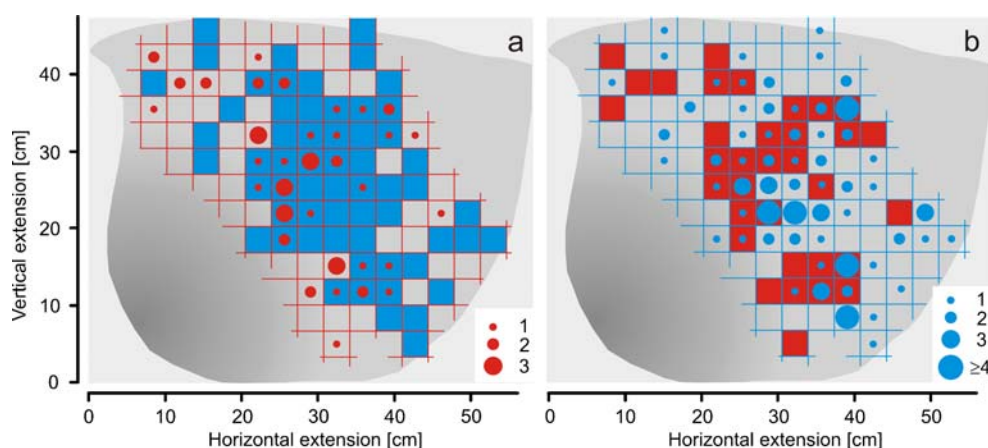 a
b
40
30
20
10
0
Vertical extension [cm]
1
2
3
1
2
3
≥4
0 10 20 30 40 50
0 10 20 30 40 50
Horizontal extension [cm]
Horizontal extension [cm]